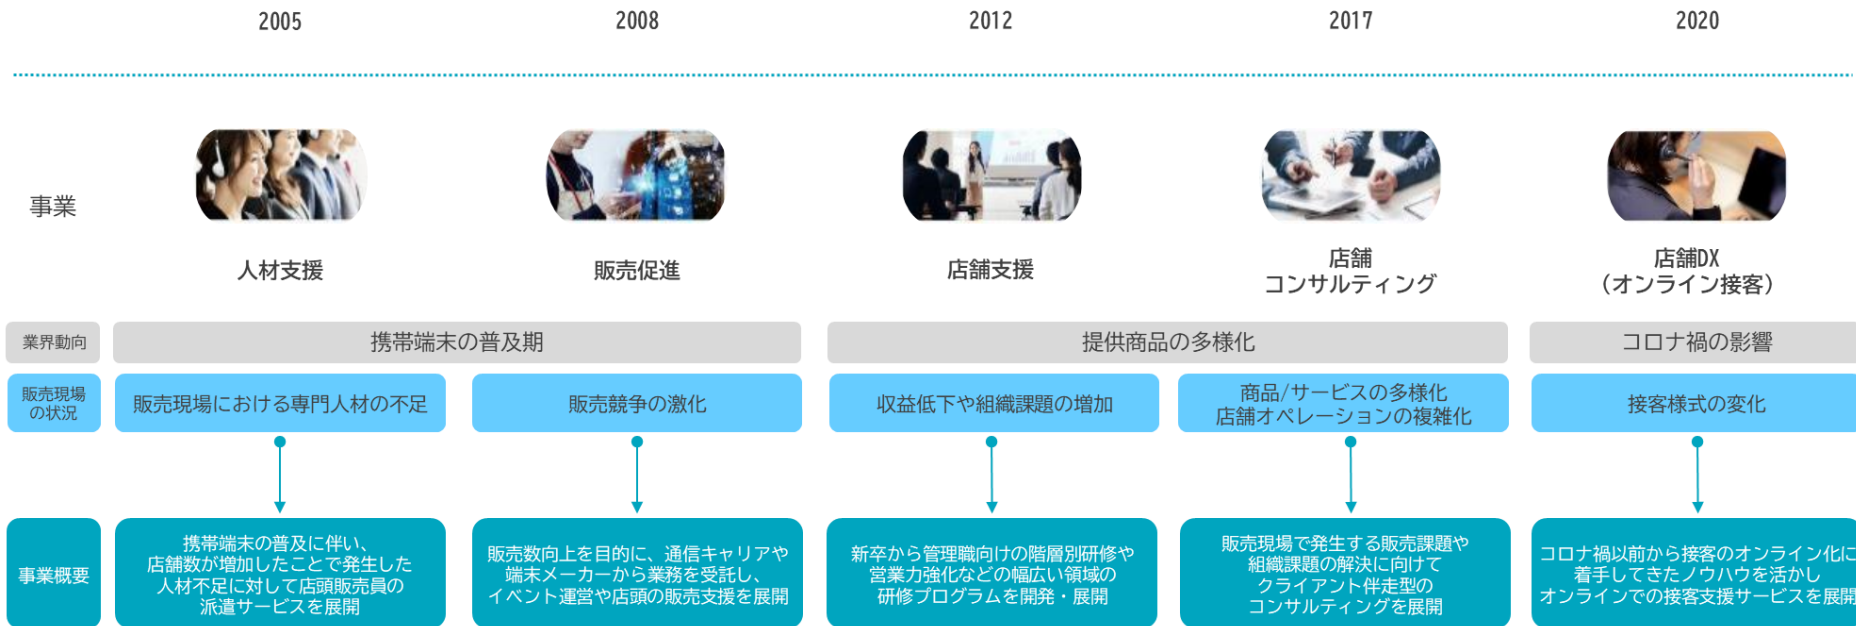 2005
2008
2012
2017
2020
事業
人材支援
販売促進
店舗支援
店舗
コンサルティング
店舗DX
（オンライン接客）
業界動向
携帯端末の普及期
提供商品の多様化
コロナ禍の影響
販売現場
の状況
販売現場における専門人材の不足
販売競争の激化
収益低下や組織課題の増加
商品/サービスの多様化
店舗オペレーションの複雑化
接客様式の変化
事業概要
携帯端末の普及に伴い、
店舗数が増加したことで発生した
人材不足に対して店頭販売員の
派遣サービスを展開
販売数向上を目的に、通信キャリアや
端末メーカーから業務を受託し、
イベント運営や店頭の販売支援を展開
新卒から管理職向けの階層別研修や
営業力強化などの幅広い領域の
研修プログラムを開発・展開
販売現場で発生する販売課題や
組織課題の解決に向けて
クライアント伴走型の
コンサルティングを展開
コロナ禍以前から接客のオンライン化に
着手してきたノウハウを活かし
オンラインでの接客支援サービスを展開